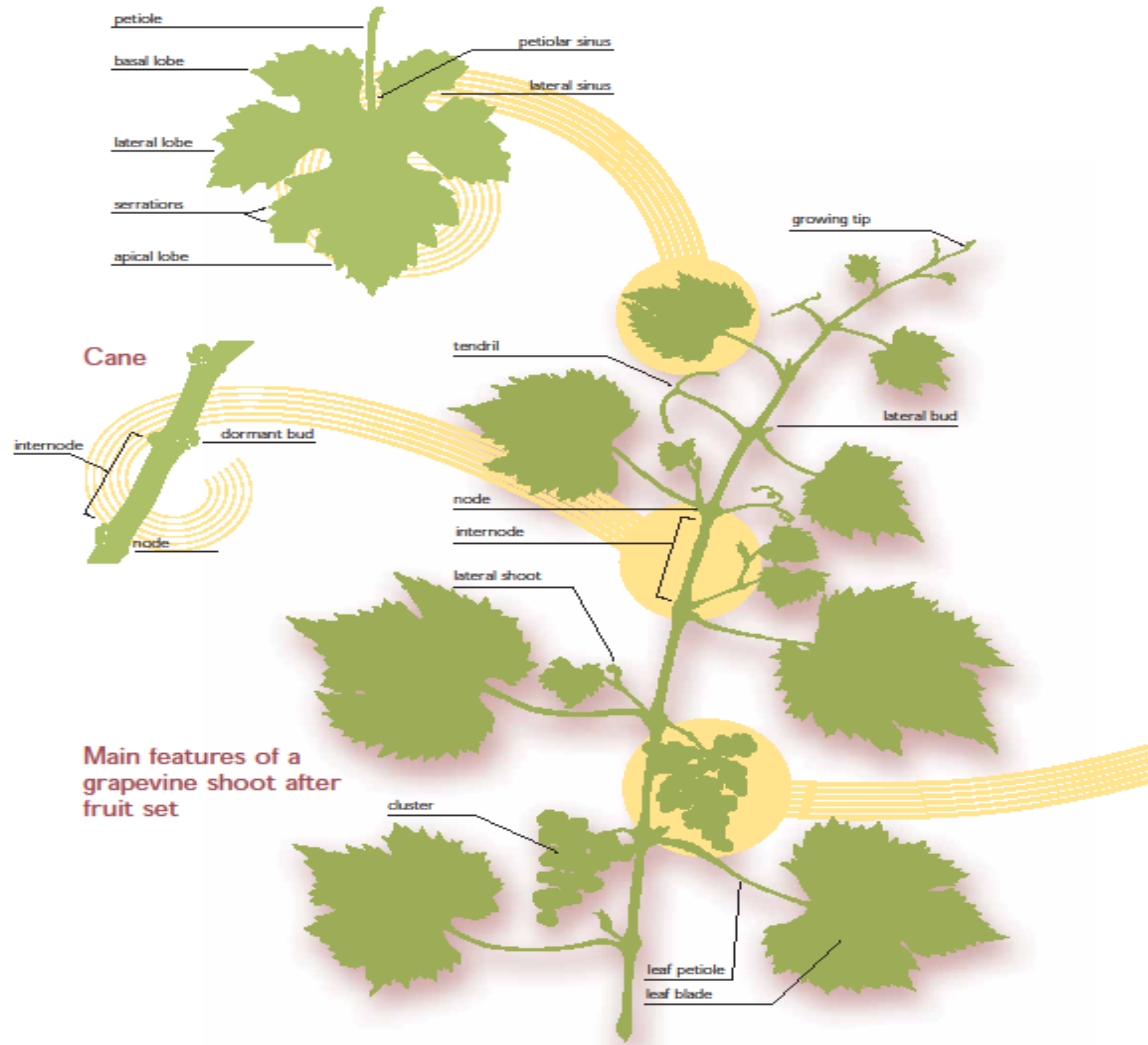 petiole
petiolar sinus
basal lobe
lateral sinus
lateral lobe
serrations
apical lobe
growing tip
Cane
tendril
lateral bud
internode
dormant bud
node
node
internode
lateral shoot
Main features of a
grapevine shoot after
fruit set
cluster
leaf petiole
leaf blade